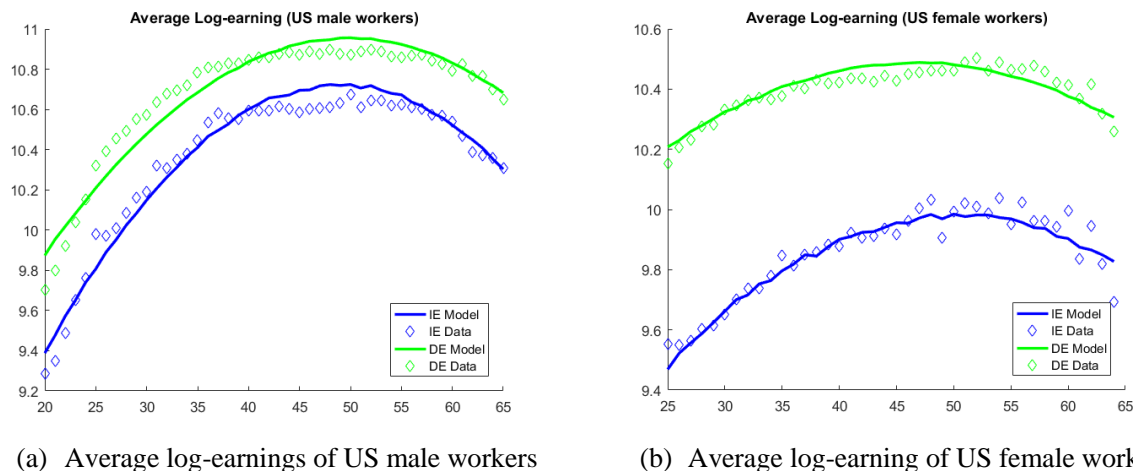 Average Log-earning (US male workers)
11
10.8
10.6
10.4
10.2
10
9.8
9.6
9.4
9.2
20 25 30 35 40 45 50 55 60 65
IE Model
IE Data
DE Model
DE Data
(a) Average log-earnings of US male workers
Average Log-earning (US female workers)
10.6
10.4
10.2
10
9.8
9.6
9.4
25 30 35 40 45 50 55 60 65
IE Model
IE Data
DE Model
DE Data
(b) Average log-earning of US female work